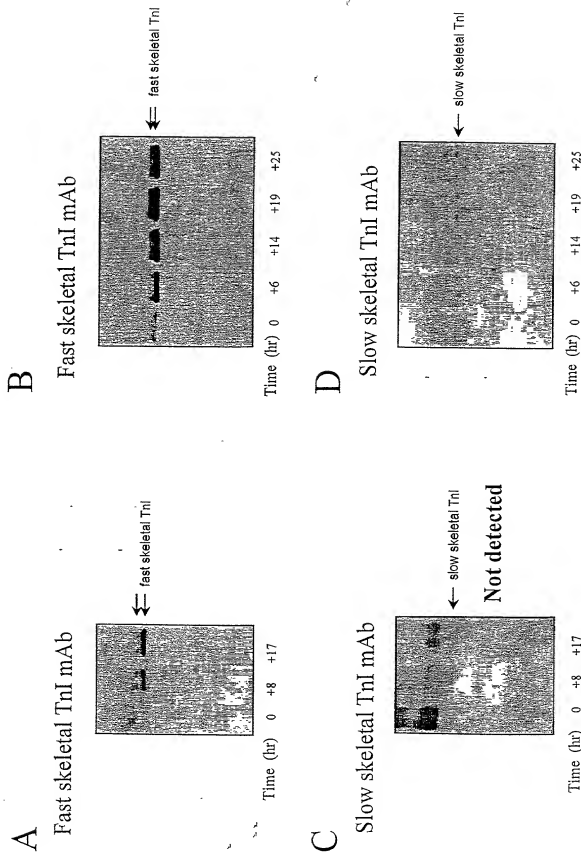 A
Fast skeletal TnI mAb
fast skeletal TnI
Time (hr) 0 +8 +17
B
Fast skeletal TnI mAb
fast skeletal TnI
Time (hr) 0 +6 +14 +19 +25
C
Slow skeletal TnI mAb
slow skeletal TnI
Not detected
Time (hr) 0 +8 +17
D
Slow skeletal TnI mAb
slow skeletal TnI
Time (hr) 0 +6 +14 +19 +25